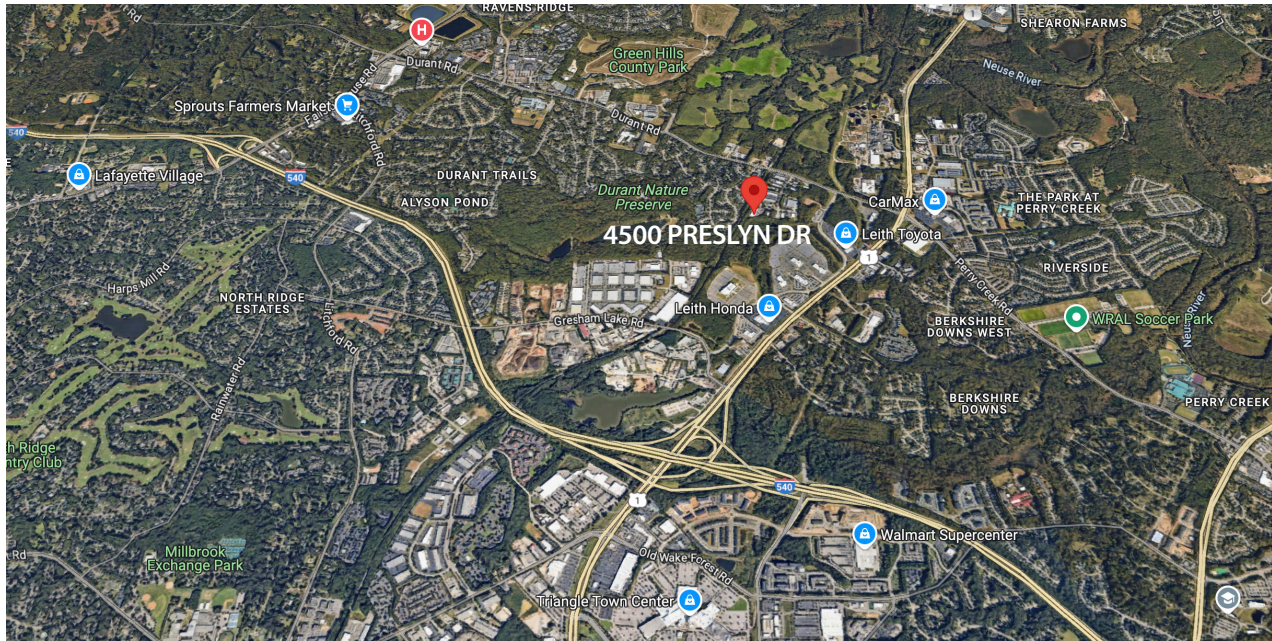 RAVENS RIDGE
1
SHEARON FARMS
H
Durant Rd
Green Hills
County Park
Neuse River
Sprouts Farmers Market
Litchford Rd
Durant Rd
540
Lafayette Village
540
DURANT TRAILS
Durant Nature
Preserve
ALYSON POND
CarMax
THE PARK AT
PERRY CREEK
4500 PRESLYN DR
Leith Toyota
1
RIVERSIDE
Harps Mill Rd
Perry Creek Rd
NORTH RIDGE
ESTATES
Litchford Rd
Leith Honda
Gresham Lake Rd
WRAL Soccer Park
BERKSHIRE
DOWNS WEST
Neuse River
Rainwater Rd
BERKSHIRE
DOWNS
PERRY CREEK
h Ridge
ntry Club
540
1
Walmart Supercenter
Millbrook
Exchange Park
Rd
Old Wake Forest Rd
Triangle Town Center